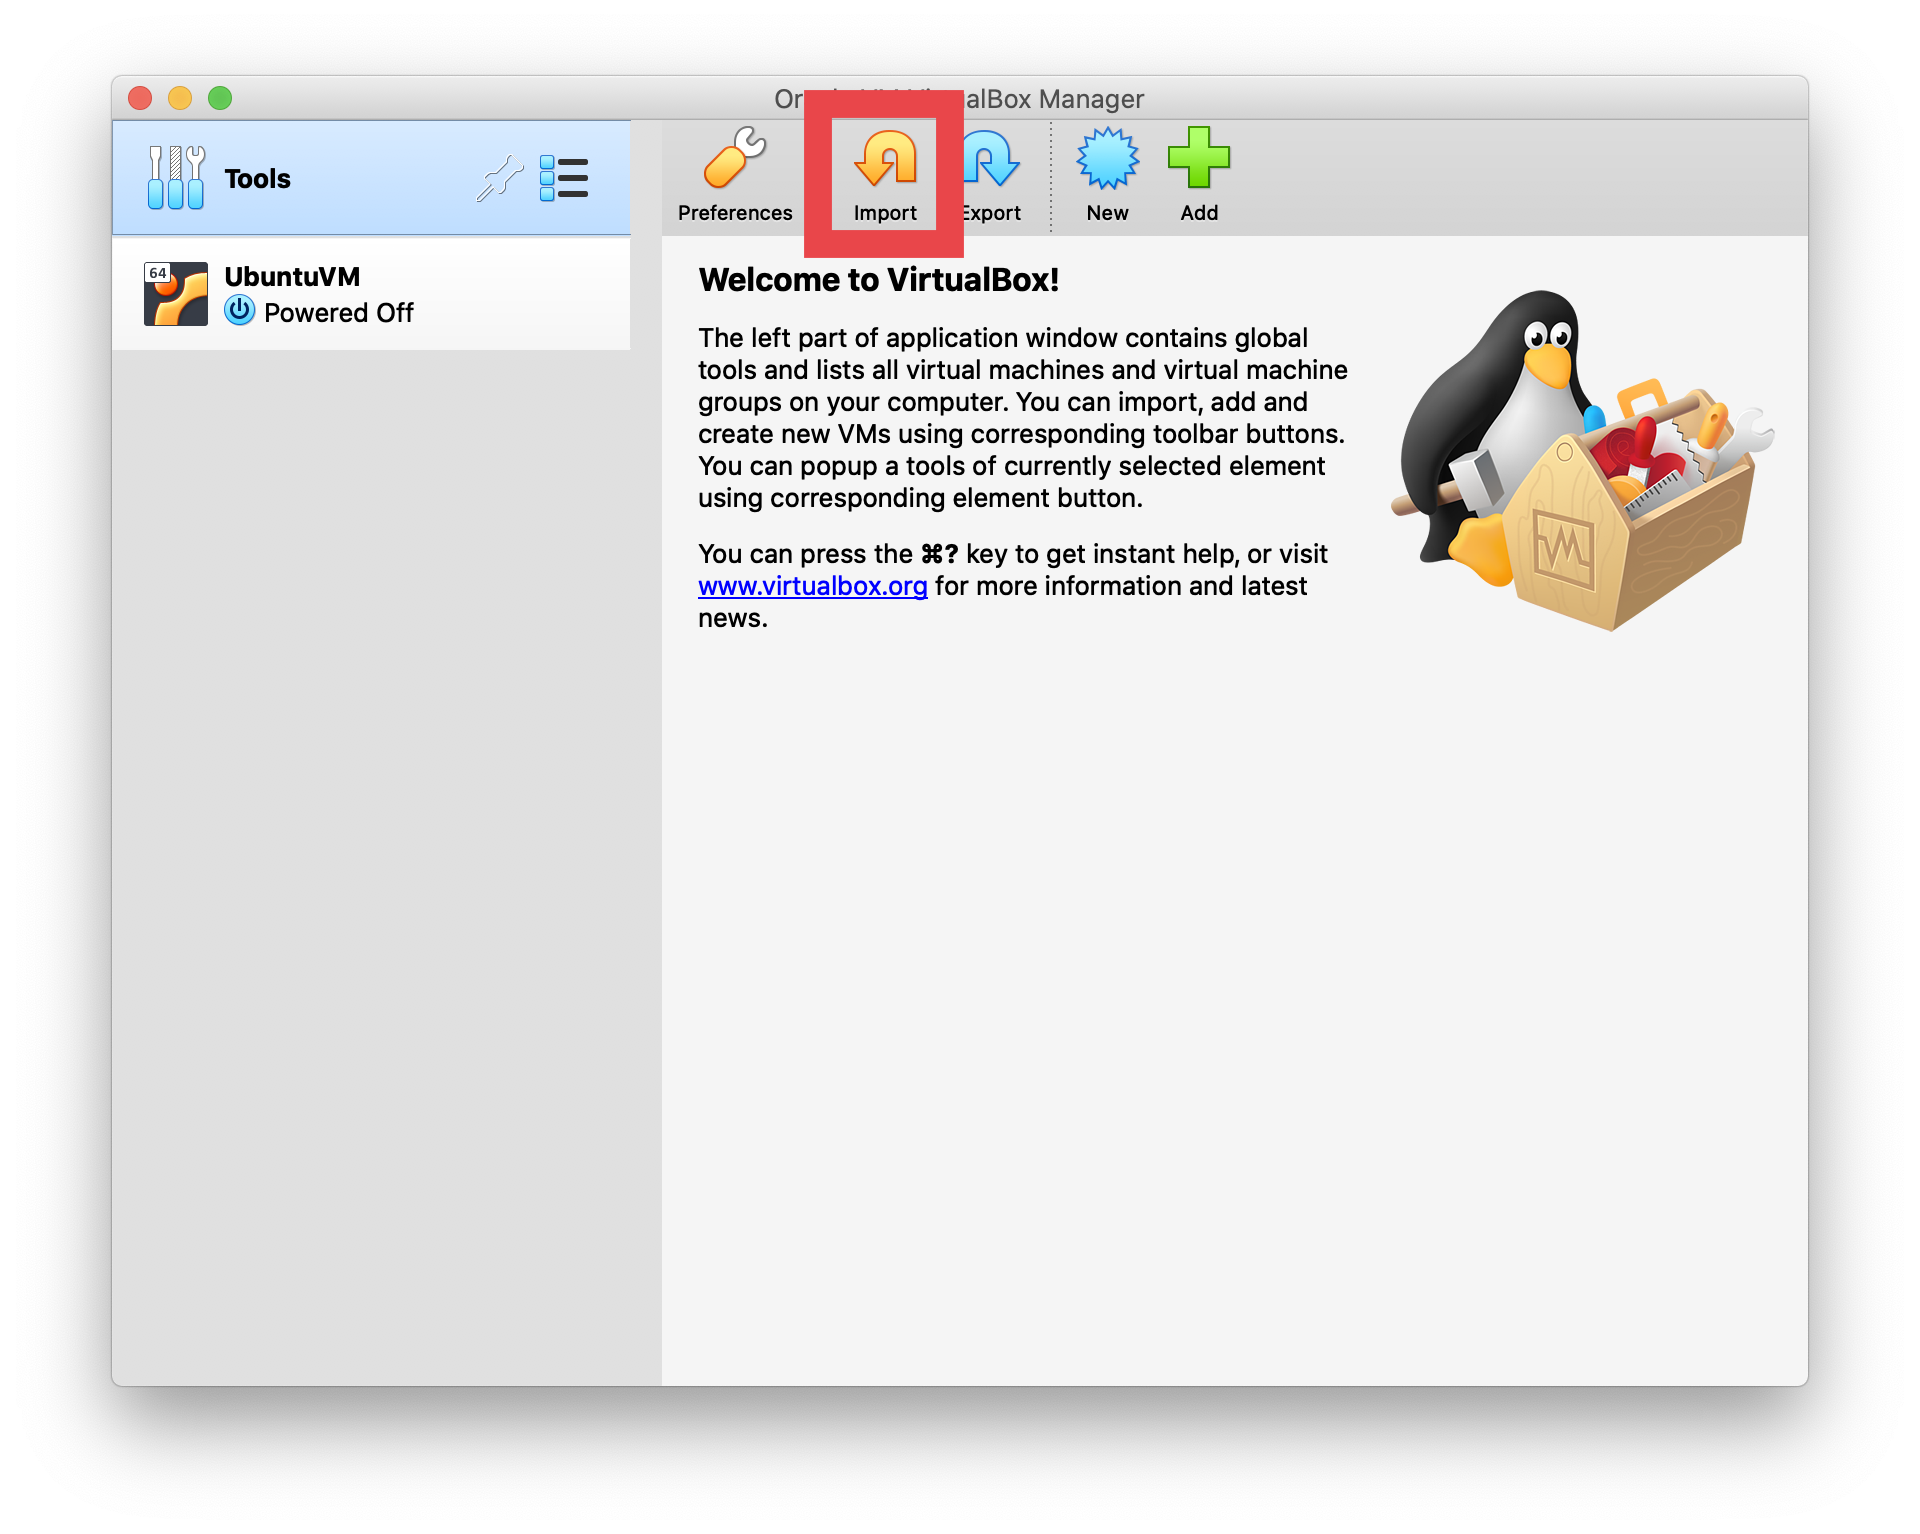 Oracle VM VirtualBox Manager
Tools
Preferences
Import
Export
New
Add
64
UbuntuVM
Powered Off
Welcome to VirtualBox!
The left part of application window contains global
tools and lists all virtual machines and virtual machine
groups on your computer. You can import, add and
create new VMs using corresponding toolbar buttons.
You can popup a tools of currently selected element
using corresponding element button.
You can press the ⌘? key to get instant help, or visit
www.virtualbox.org for more information and latest
news.